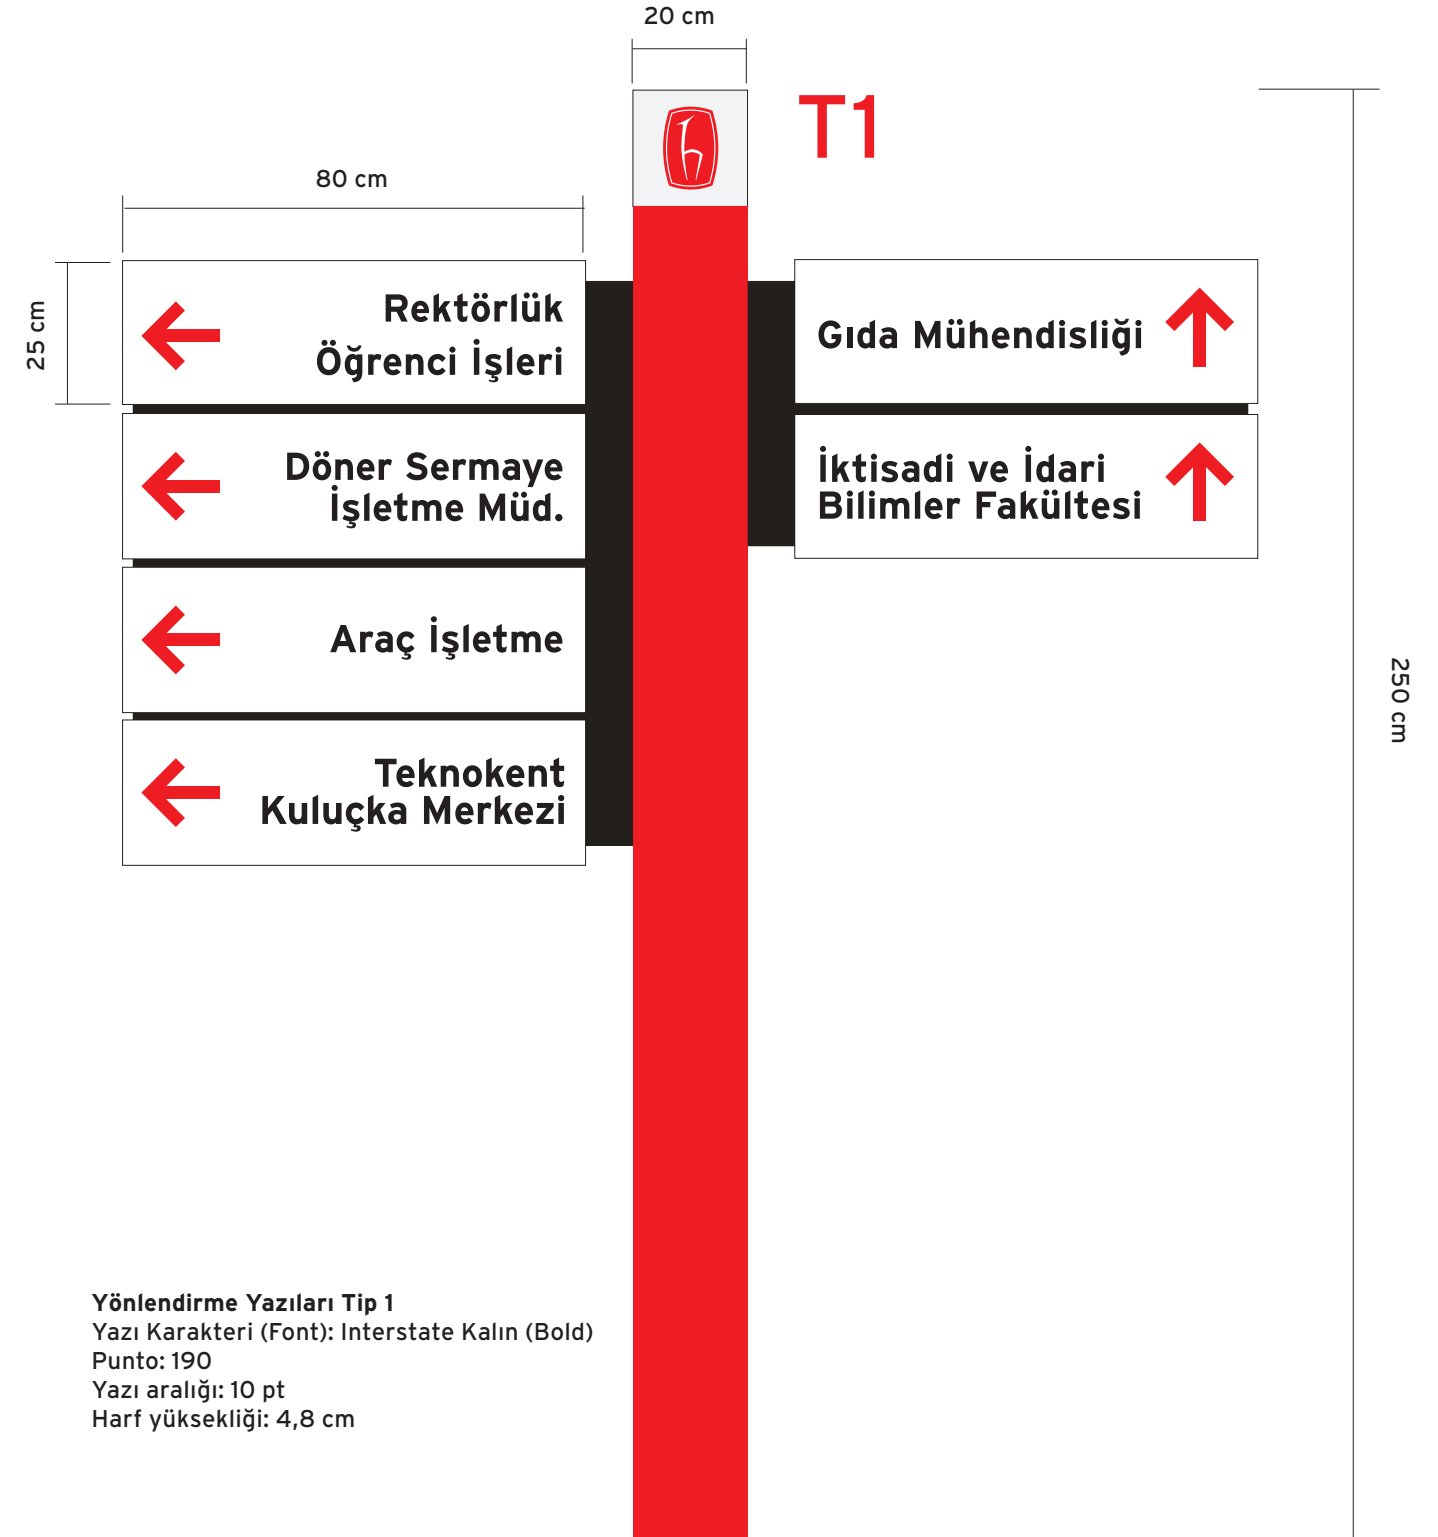 20 cm
T1
80 cm
25 cm
Rektörlük
Öğrenci İşleri
Döner Sermaye
İşletme Müd.
Araç İşletme
Teknokent
Kuluçka Merkezi
Gıda Mühendisliği
İktisadi ve İdari
Bilimler Fakültesi
250 cm
Yönlendirme Yazıları Tip 1
Yazı Karakteri (Font): Interstate Kalın (Bold)
Punto: 190
Yazı aralığı: 10 pt
Harf yüksekliği: 4,8 cm